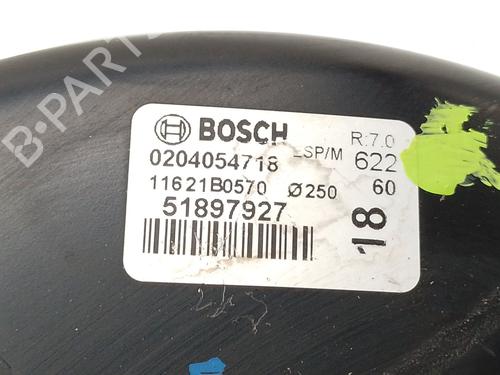 B-PARTS
BOSCH R:7.0
0204054718 ESP/M 622
11621B0570 Ø250 60
51897927
18